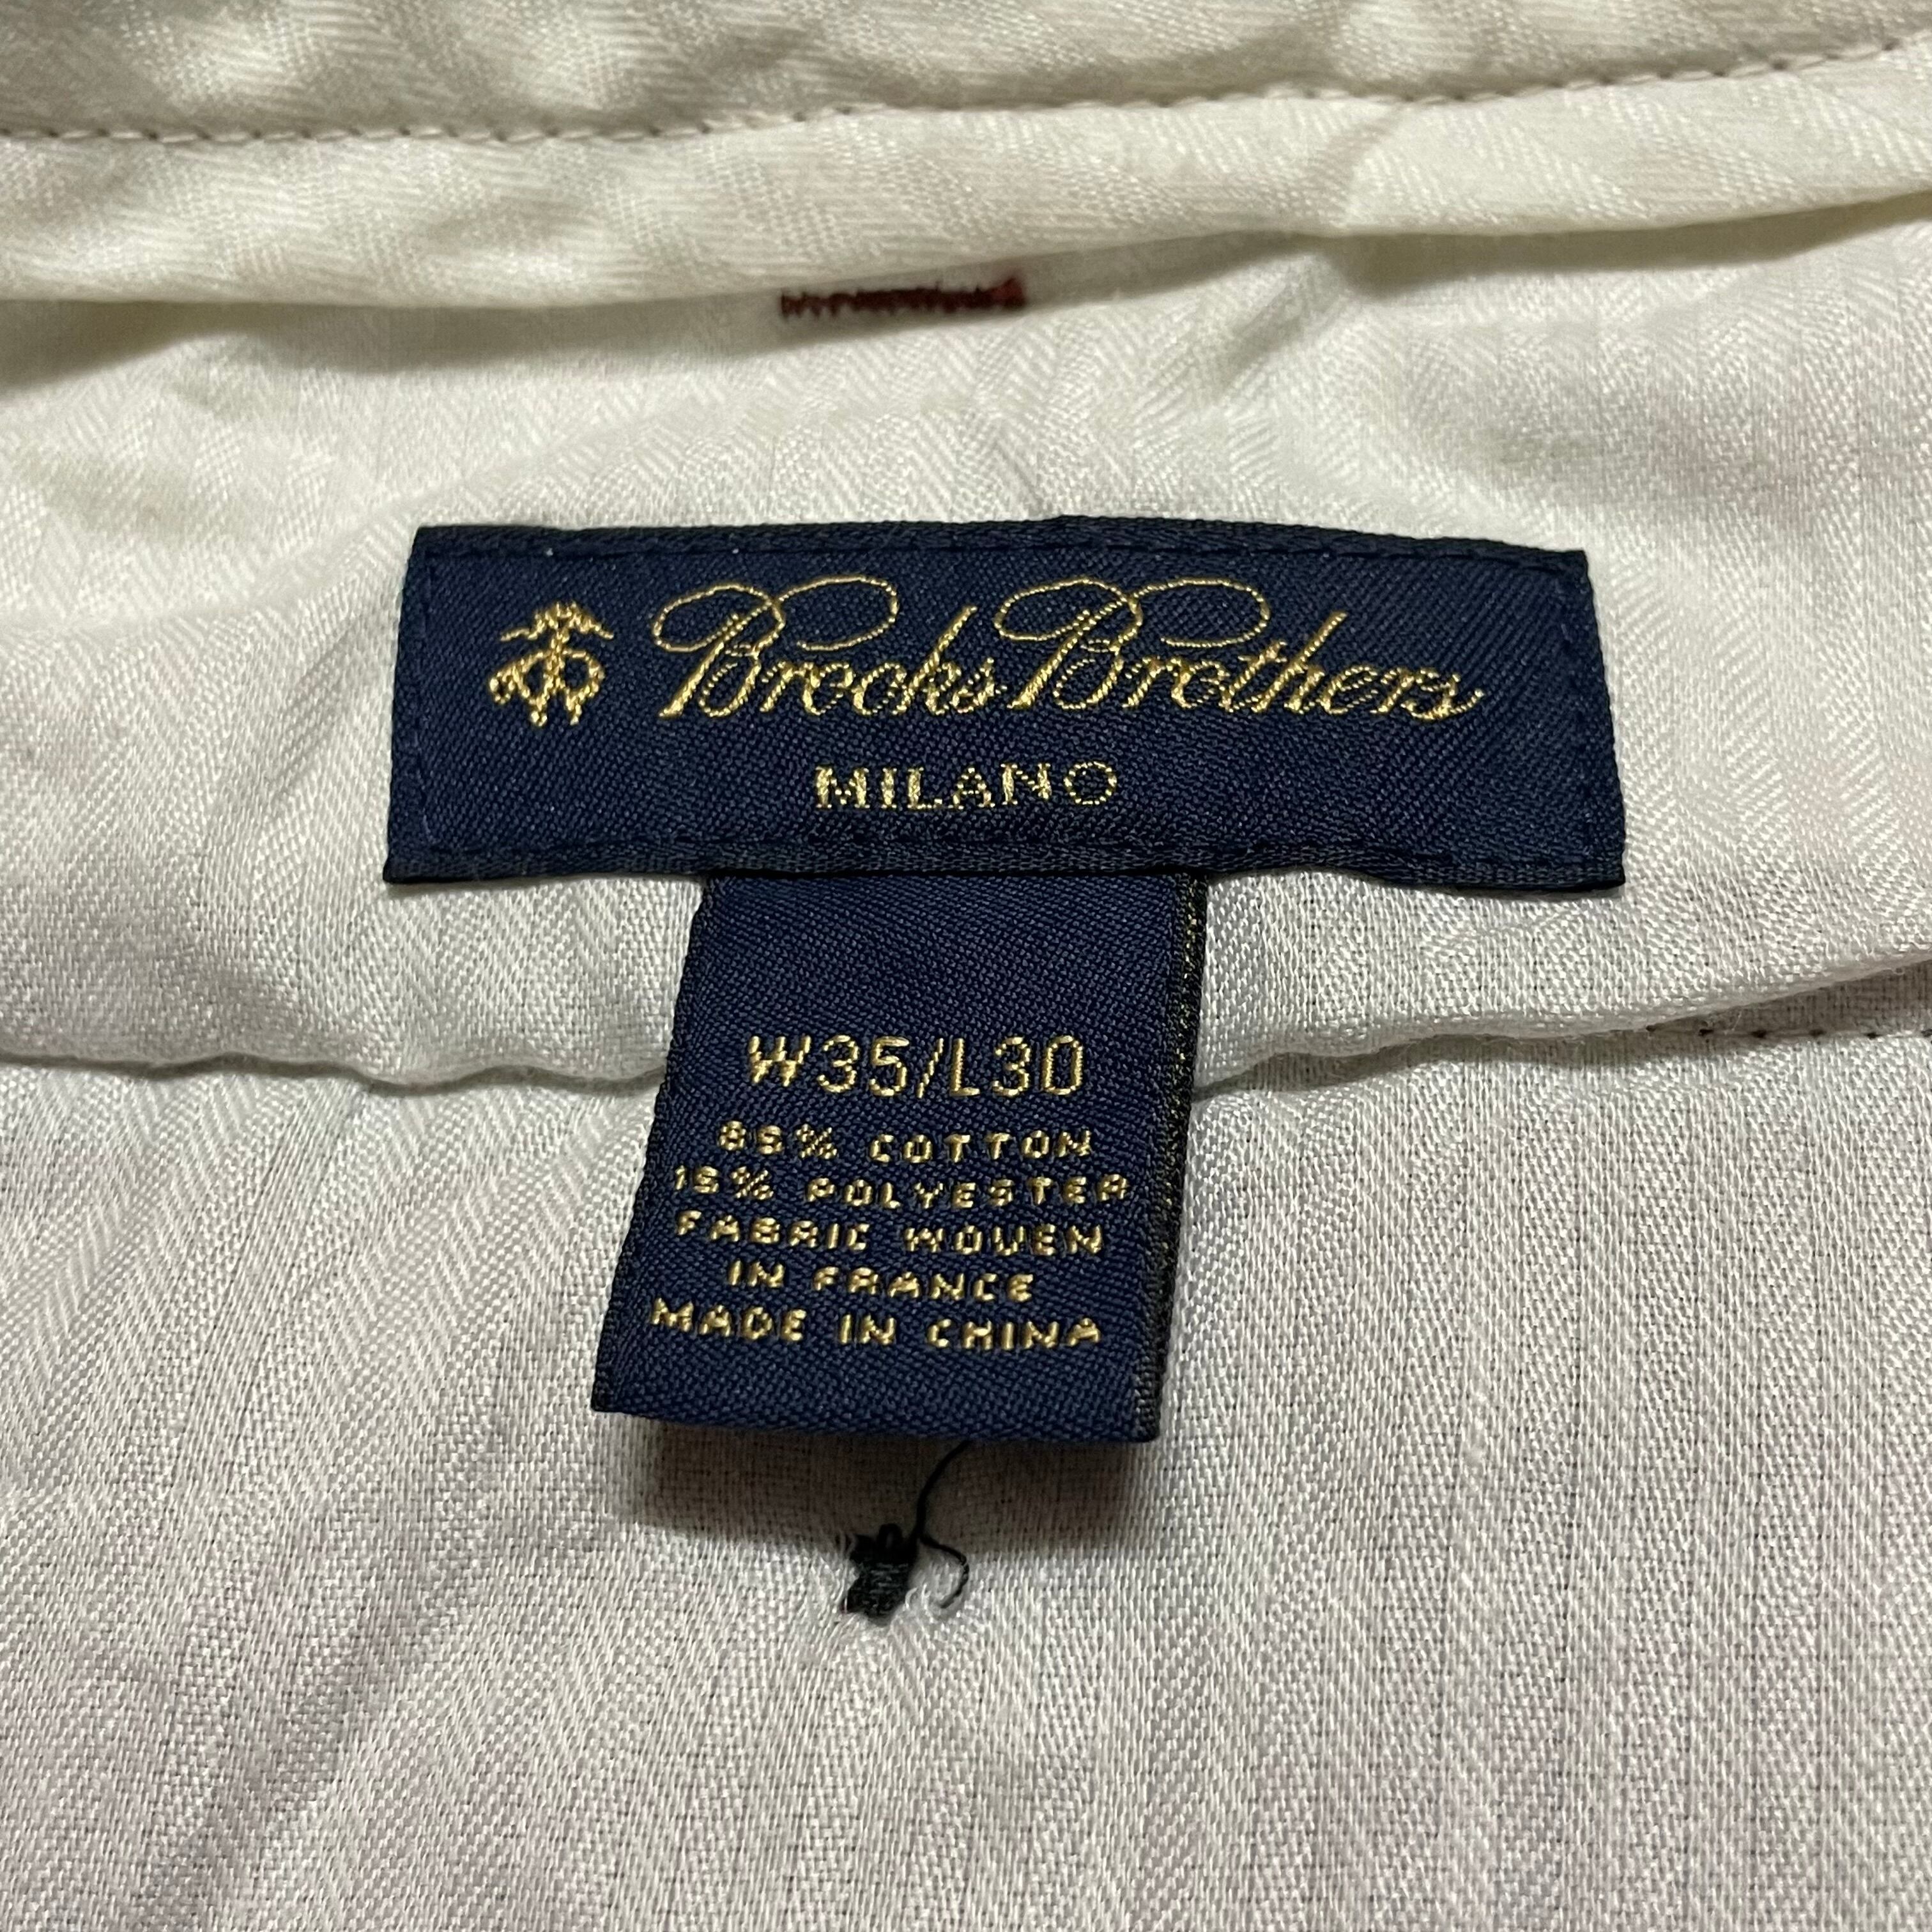 Brooks Brothers
MILANO
W35/L30
85% COTTON
15% POLYESTER
FABRIC WOVEN
IN FRANCE
MADE IN CHINA